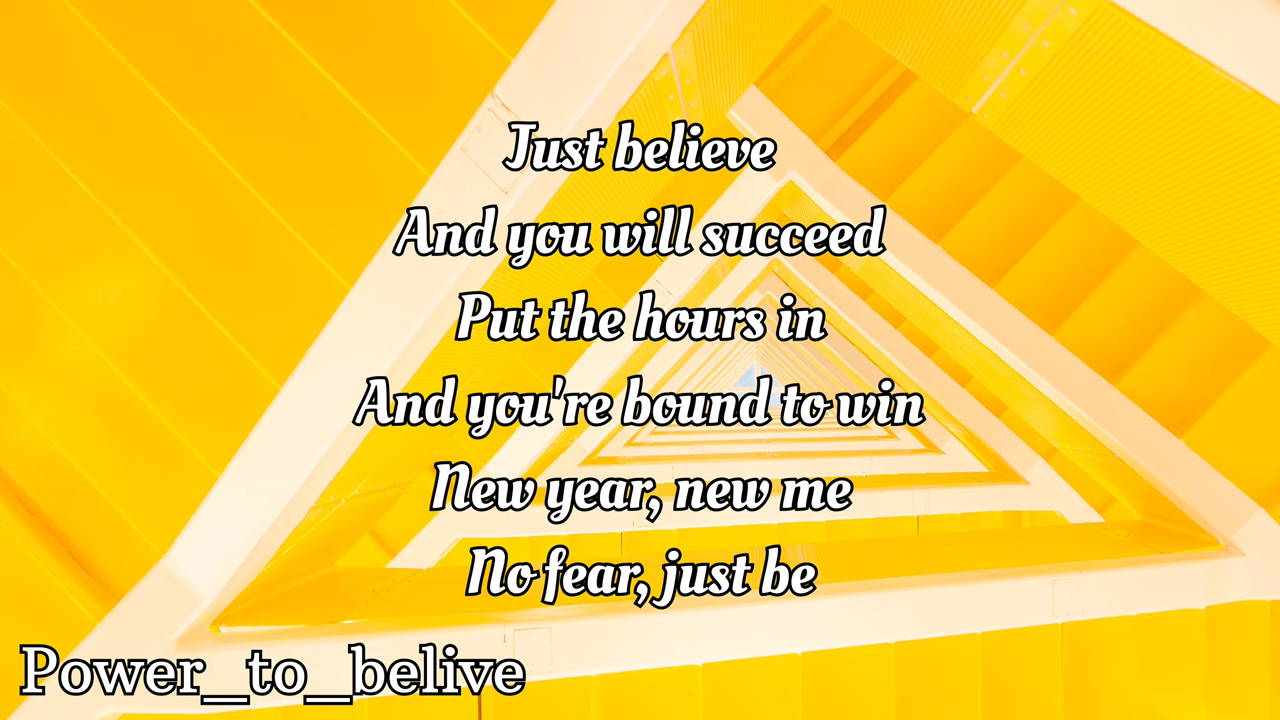 Just believe
And you will succeed
Put the hours in
And you're bound to win
New year, new me
No fear, just be
Power_to_belive